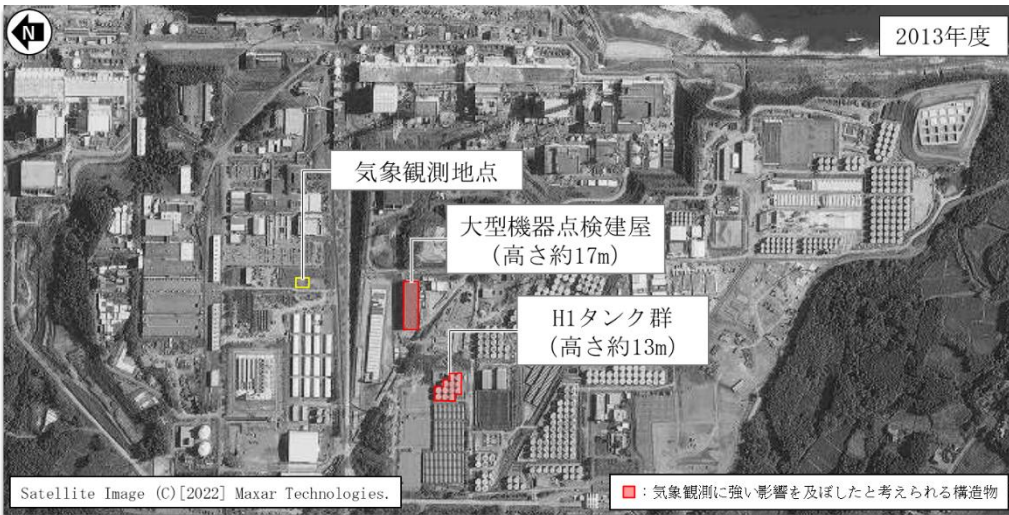 N
2013年度
気象観測地点
大型機器点検建屋
(高さ約17m)
H1タンク群
(高さ約13m)
Satellite Image (C)[2022] Maxar Technologies.
■：気象観測に強い影響を及ぼしたと考えられる構造物